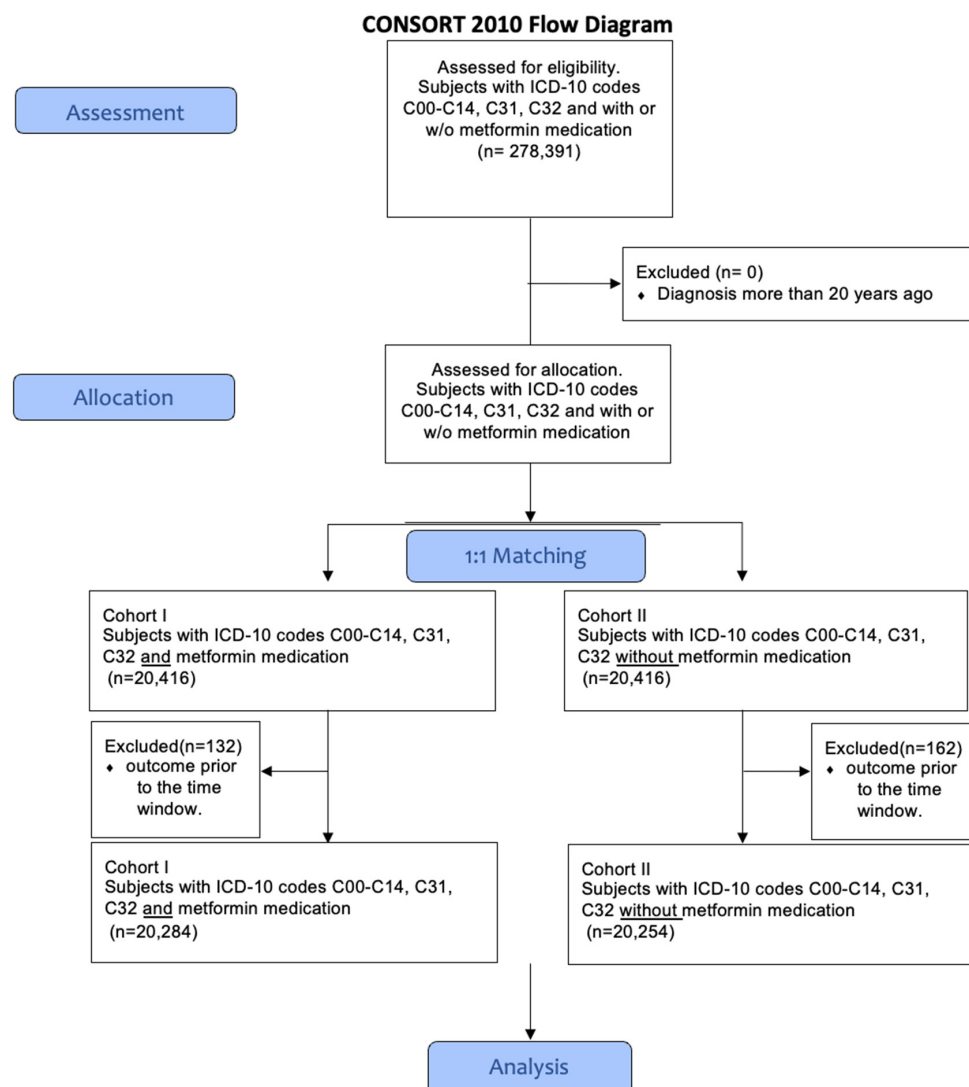 CONSORT 2010 Flow Diagram
Assessment
Assessed for eligibility.
Subjects with ICD-10 codes
C00-C14, C31, C32 and with or
w/o metformin medication
(n= 278,391)
Excluded (n= 0)
♦ Diagnosis more than 20 years ago
Allocation
Assessed for allocation.
Subjects with ICD-10 codes
C00-C14, C31, C32 and with or
w/o metformin medication
1:1 Matching
Cohort I
Subjects with ICD-10 codes C00-C14, C31,
C32 and metformin medication
(n=20,416)
Cohort II
Subjects with ICD-10 codes C00-C14, C31,
C32 without metformin medication
(n=20,416)
Excluded(n=132)
♦ outcome prior
to the time
window.
Excluded(n=162)
♦ outcome prior
to the time
window.
Cohort I
Subjects with ICD-10 codes C00-C14, C31,
C32 and metformin medication
(n=20,284)
Cohort II
Subjects with ICD-10 codes C00-C14, C31,
C32 without metformin medication
(n=20,254)
Analysis